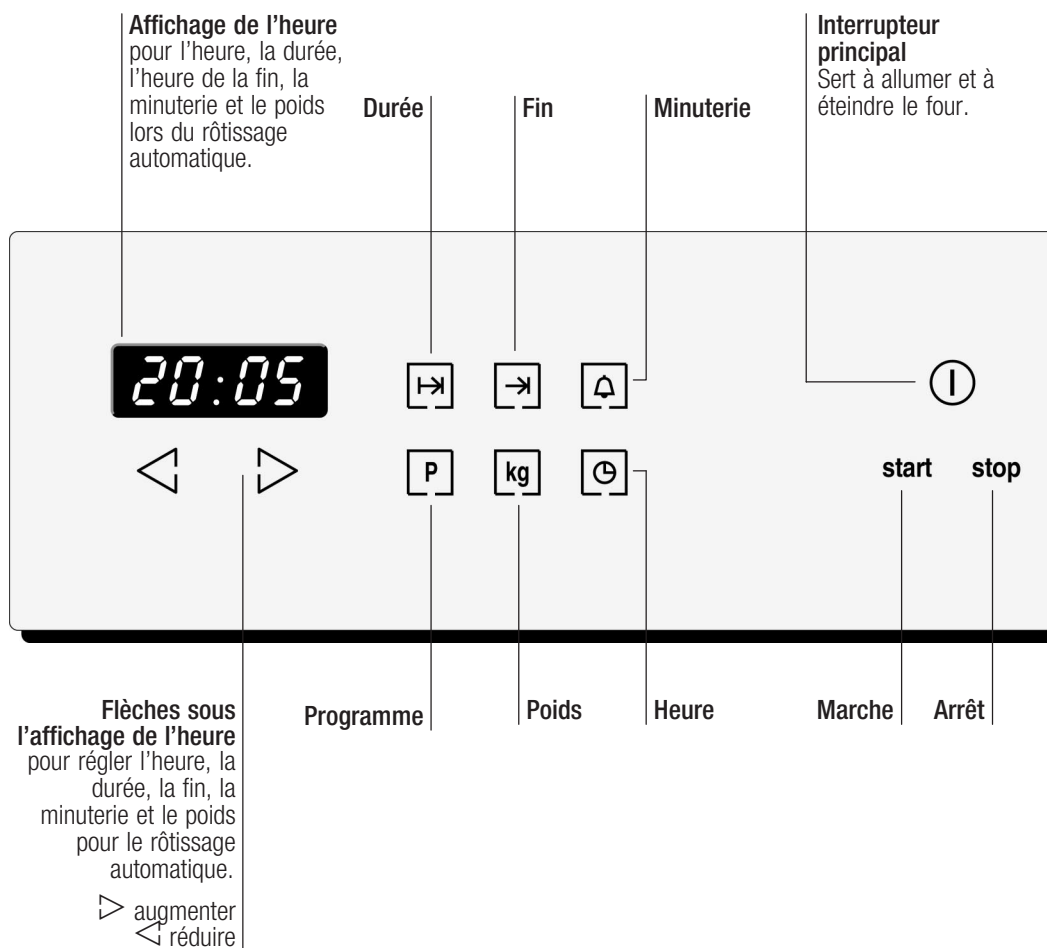 Affichage de l’heure
pour l’heure, la durée,
l’heure de la fin, la
minuterie et le poids
lors du rôtissage
automatique.
Durée
Fin
Minuterie
Interrupteur
principal
Sert à allumer et à
éteindre le four.
20:05
P
kg
start
stop
Flèches sous
l’affichage de l’heure
pour régler l’heure, la
durée, la fin, la
minuterie et le poids
pour le rôtissage
automatique.
augmenter
réduire
Programme
Poids
Heure
Marche
Arrêt